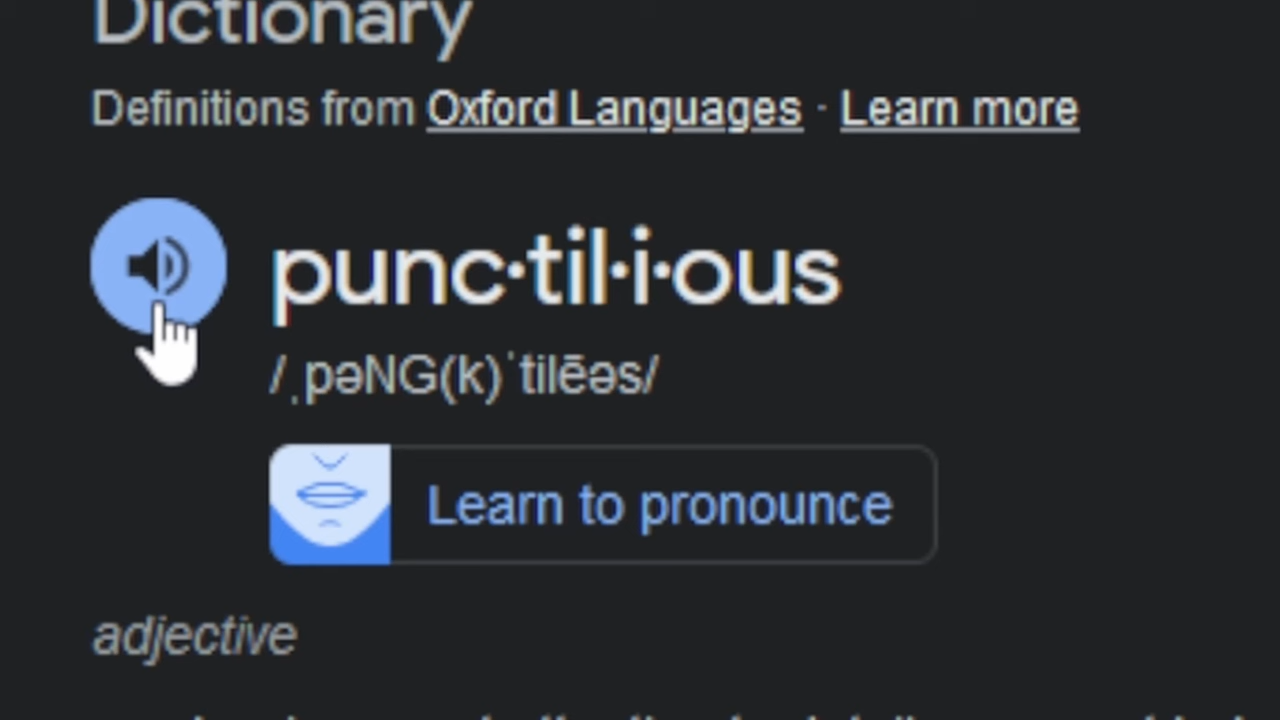 Dictionary
Definitions from Oxford Languages · Learn more
punc·til·i·ous
/ˌpəNG(k)ˈtilēəs/
Learn to pronounce
adjective